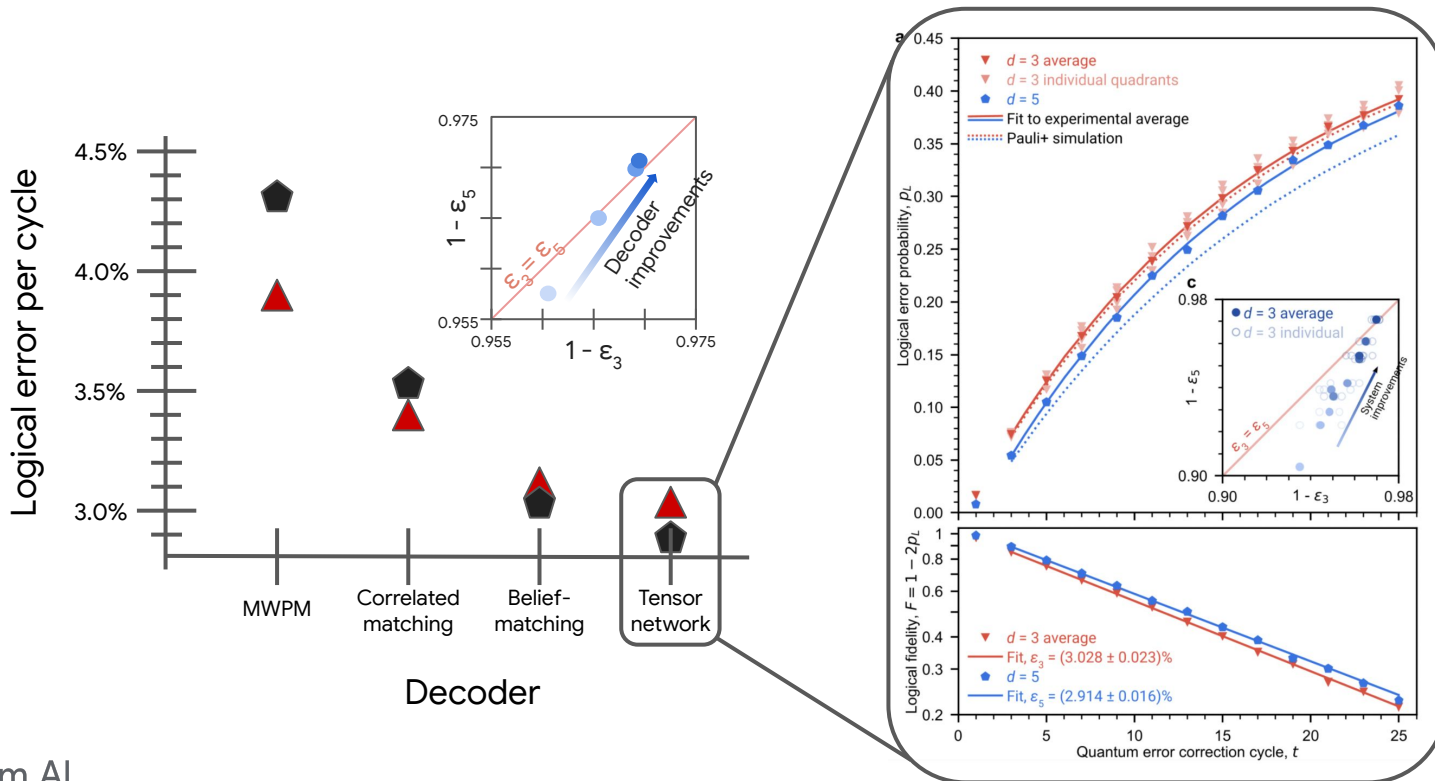 Logical error per cycle
4.5%
4.0%
3.5%
3.0%
MWPM
Correlated
matching
Belief-
matching
Tensor
network
Decoder
0.975
1 - ε₅
0.955
0.955
1 - ε₃
0.975
ε₃ = ε₅
Decoder
improvements
a
Logical error probability, p_L
0.45
0.40
0.35
0.30
0.25
0.20
0.15
0.10
0.05
0.00
d = 3 average
d = 3 individual quadrants
d = 5
Fit to experimental average
Pauli+ simulation
c
0.98
1 - ε₅
0.90
0.90
1 - ε₃
0.98
d = 3 average
d = 3 individual
ε₃ = ε₅
System
improvements
Logical fidelity, F = 1 − 2p_L
1
0.8
0.6
0.4
0.3
0.2
d = 3 average
Fit, ε₃ = (3.028 ± 0.023)%
d = 5
Fit, ε₅ = (2.914 ± 0.016)%
0
5
10
15
20
25
Quantum error correction cycle, t
m AI